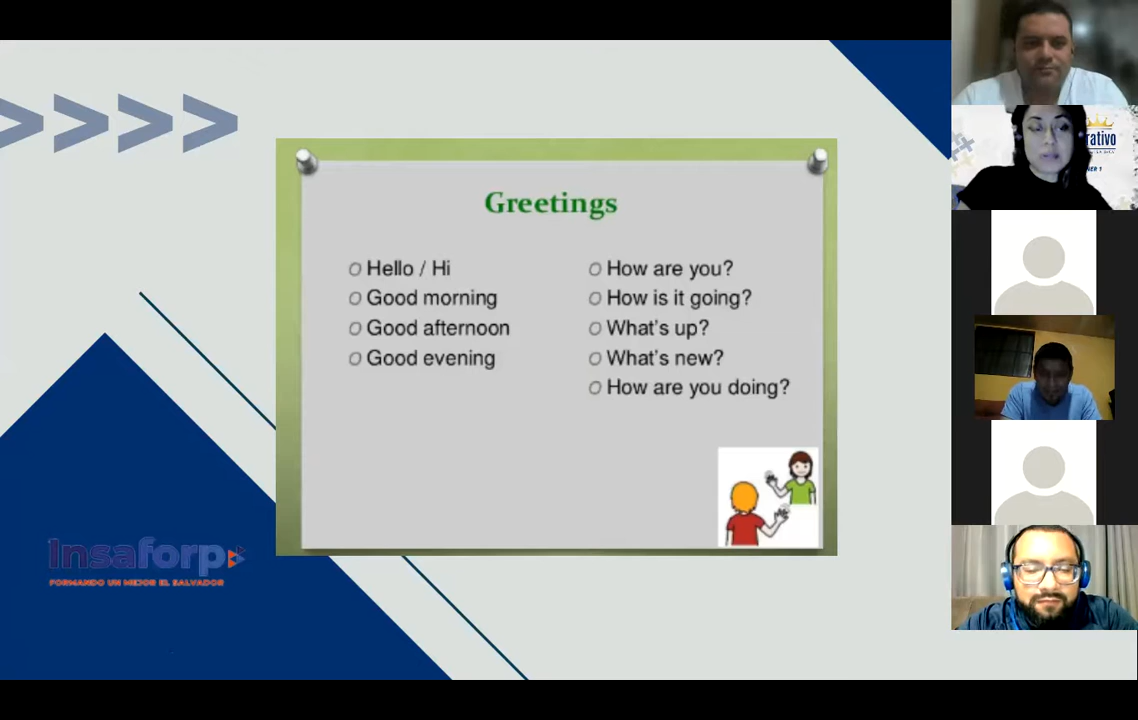 Greetings
Hello / Hi
Good morning
Good afternoon
Good evening
How are you?
How is it going?
What's up?
What's new?
How are you doing?
Insaforp
FORMANDO UN MEJOR EL SALVADOR